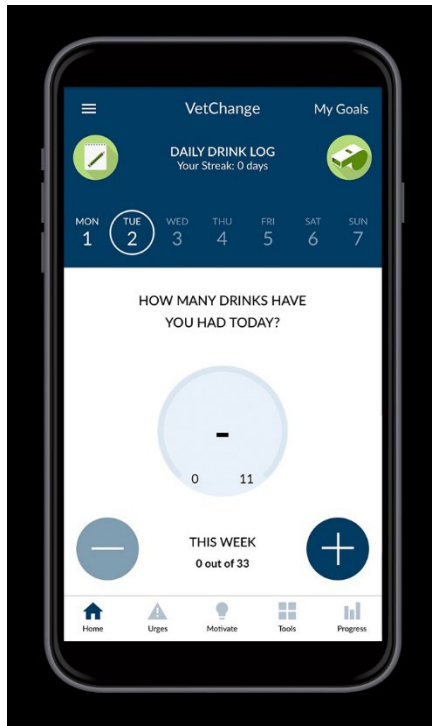 VetChange My Goals
DAILY DRINK LOG
Your Streak: 0 days
MON TUE WED THU FRI SAT SUN
1 2 3 4 5 6 7
HOW MANY DRINKS HAVE
YOU HAD TODAY?
-
0 11
THIS WEEK
0 out of 33
Home Urges Motivate Tools Progress